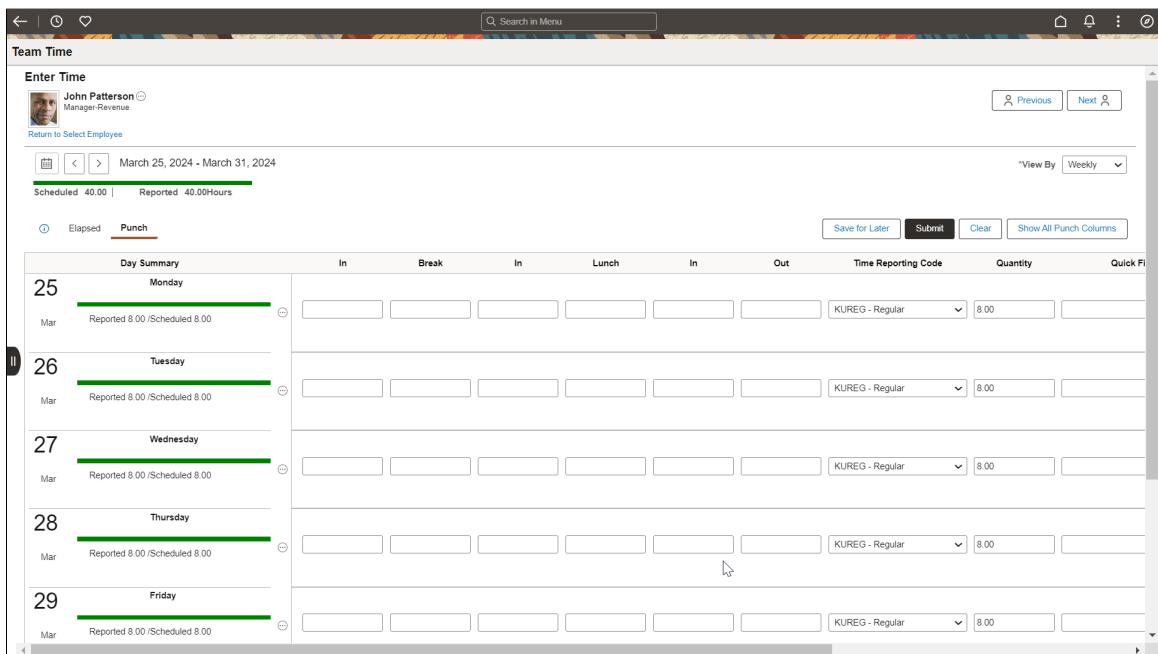 Search in Menu
Team Time
Enter Time
John Patterson
Manager-Revenue
Previous
Next
Return to Select Employee
March 25, 2024 - March 31, 2024
*View By Weekly
Scheduled 40.00 | Reported 40.00Hours
Elapsed Punch Save for Later Submit Clear Show All Punch Columns
Day Summary In Break In Lunch In Out Time Reporting Code Quantity Quick Fi
25 Monday
Mar Reported 8.00 /Scheduled 8.00 KUREG - Regular 8.00
26 Tuesday
Mar Reported 8.00 /Scheduled 8.00 KUREG - Regular 8.00
27 Wednesday
Mar Reported 8.00 /Scheduled 8.00 KUREG - Regular 8.00
28 Thursday
Mar Reported 8.00 /Scheduled 8.00 KUREG - Regular 8.00
29 Friday
Mar Reported 8.00 /Scheduled 8.00 KUREG - Regular 8.00